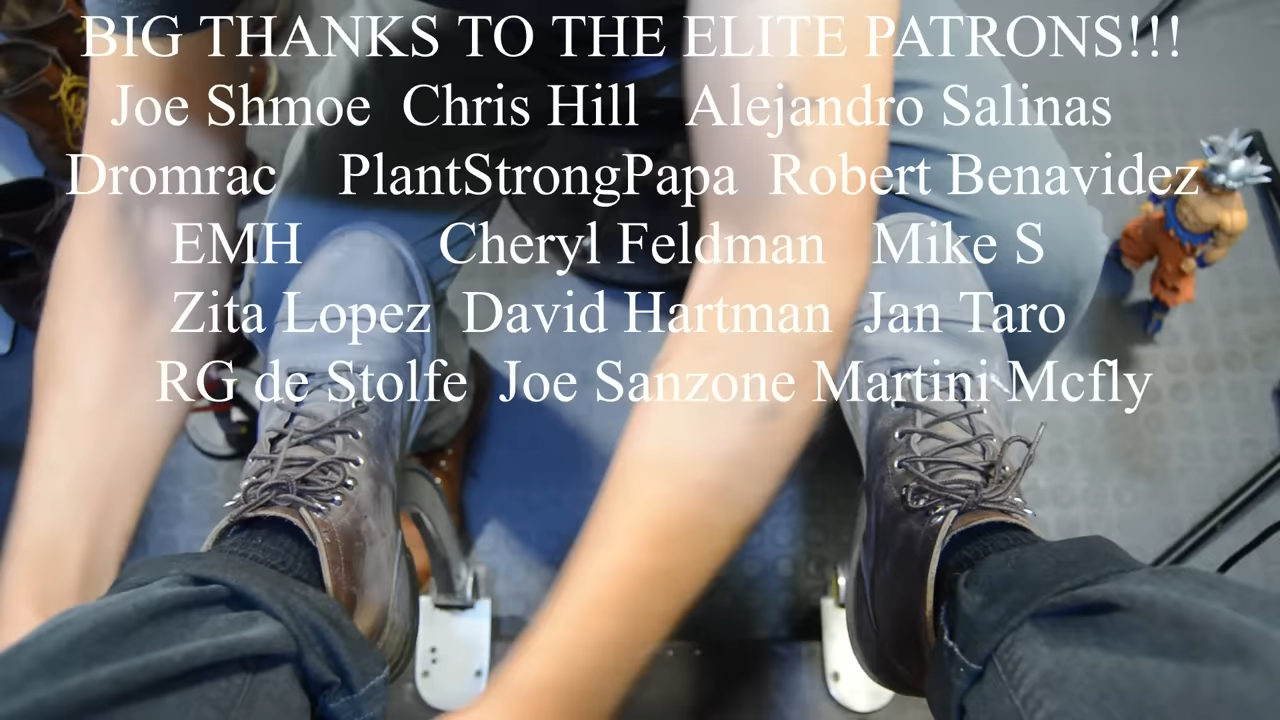 BIG THANKS TO THE ELITE PATRONS!!!
Joe Shmoe Chris Hill Alejandro Salinas
Dromrac PlantStrongPapa Robert Benavidez
EMH Cheryl Feldman Mike S
Zita Lopez David Hartman Jan Taro
RG de Stolfe Joe Sanzone Martini Mcfly